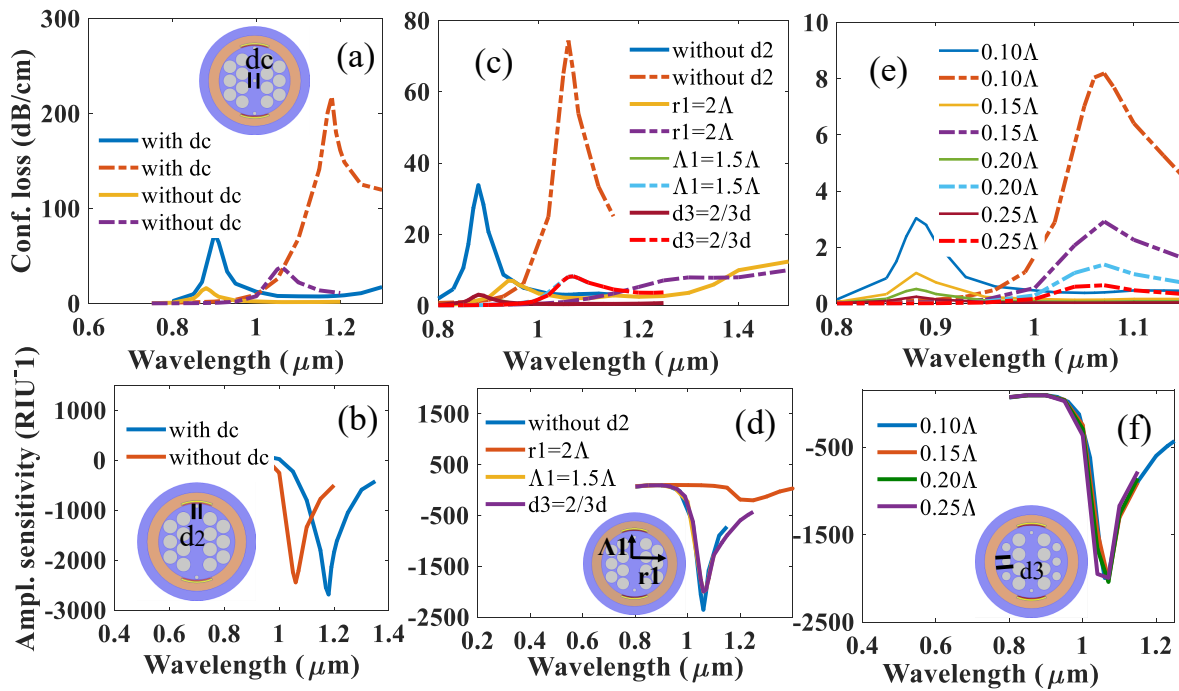 Conf. loss (dB/cm)
300
200
100
0
(a)
dc
with dc
with dc
without dc
without dc
0.6
0.8
1
1.2
Wavelength ( μm)
80
60
40
20
0
(c)
without d2
without d2
r1=2Λ
r1=2Λ
Λ1=1.5Λ
Λ1=1.5Λ
d3=2/3d
d3=2/3d
0.8
1
1.2
1.4
Wavelength ( μm)
10
8
6
4
2
0
(e)
0.10Λ
0.10Λ
0.15Λ
0.15Λ
0.20Λ
0.20Λ
0.25Λ
0.25Λ
0.8
0.9
1
1.1
Wavelength ( μm)
Ampl. sensitivity (RIU⁻1)
1000
0
-1000
-2000
-3000
(b)
with dc
without dc
d2
0.4
0.6
0.8
1
1.2
1.4
Wavelength ( μm)
1500
500
-500
-1500
-2500
(d)
without d2
r1=2Λ
Λ1=1.5Λ
d3=2/3d
Λ1
r1
0.2
0.4
0.6
0.8
1
1.2
Wavelength ( μm)
-500
-1500
-2500
(f)
0.10Λ
0.15Λ
0.20Λ
0.25Λ
d3
0.4
0.6
0.8
1
1.2
Wavelength ( μm)